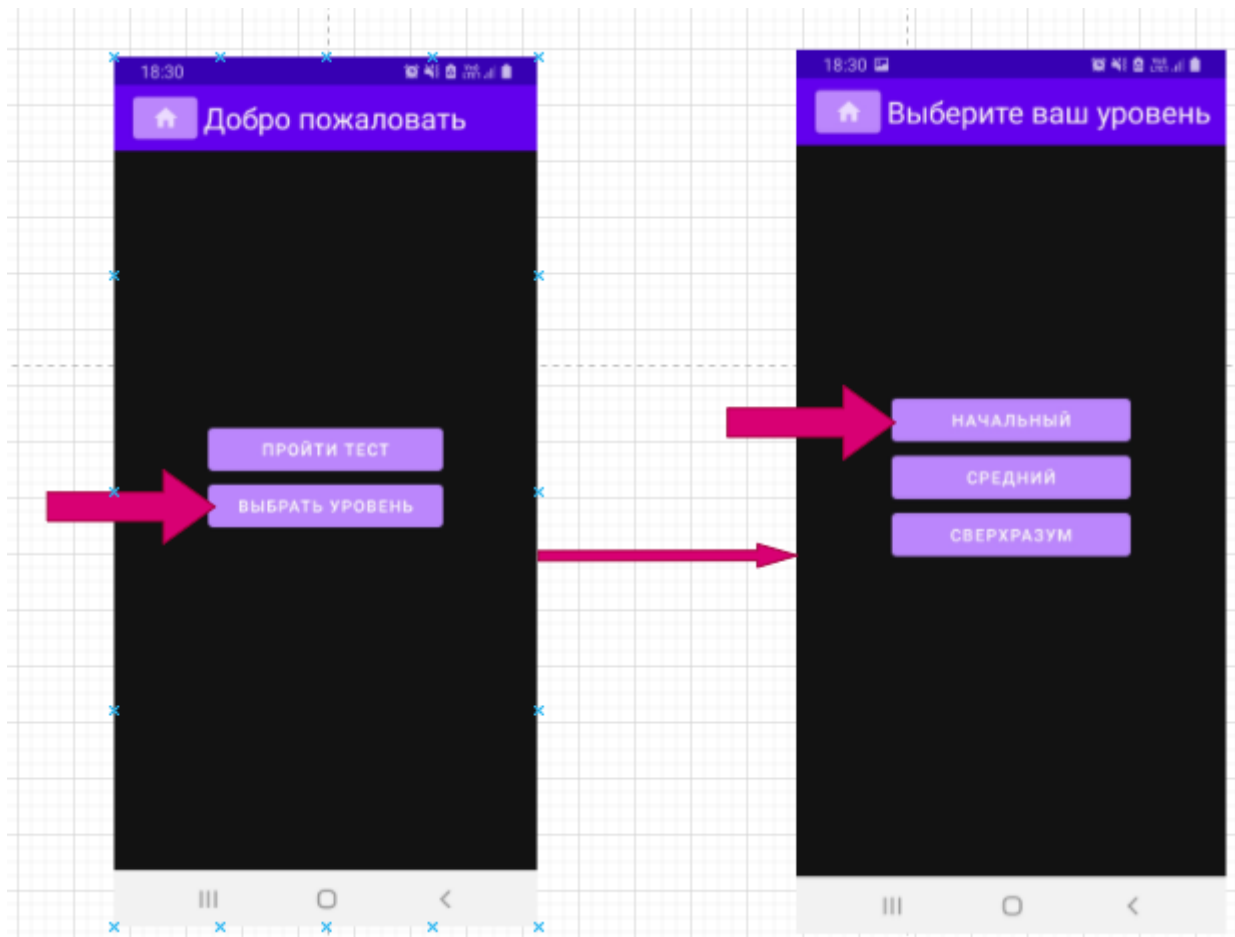 18:30
Добро пожаловать
ПРОЙТИ ТЕСТ
ВЫБРАТЬ УРОВЕНЬ
18:30
Выберите ваш уровень
НАЧАЛЬНЫЙ
СРЕДНИЙ
СВЕРХРАЗУМ